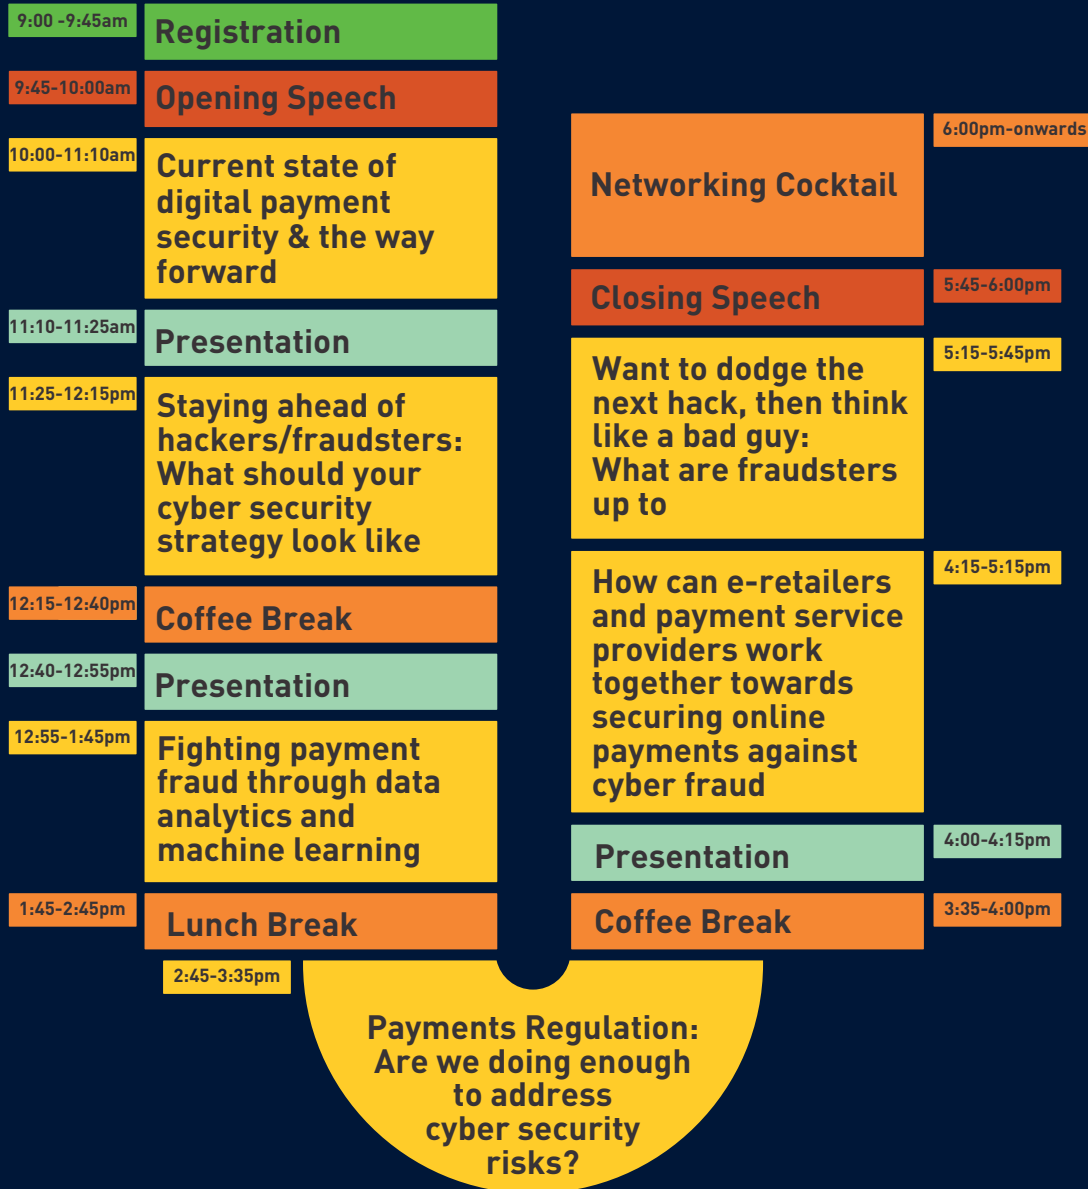 9:00 -9:45am
Registration
9:45-10:00am
Opening Speech
10:00-11:10am
Current state of
digital payment
security & the way
forward
11:10-11:25am
Presentation
11:25-12:15pm
Staying ahead of
hackers/fraudsters:
What should your
cyber security
strategy look like
12:15-12:40pm
Coffee Break
12:40-12:55pm
Presentation
12:55-1:45pm
Fighting payment
fraud through data
analytics and
machine learning
1:45-2:45pm
Lunch Break
2:45-3:35pm
Payments Regulation:
Are we doing enough
to address
cyber security
risks?
3:35-4:00pm
Coffee Break
4:00-4:15pm
Presentation
4:15-5:15pm
How can e-retailers
and payment service
providers work
together towards
securing online
payments against
cyber fraud
5:15-5:45pm
Want to dodge the
next hack, then think
like a bad guy:
What are fraudsters
up to
5:45-6:00pm
Closing Speech
6:00pm-onwards
Networking Cocktail